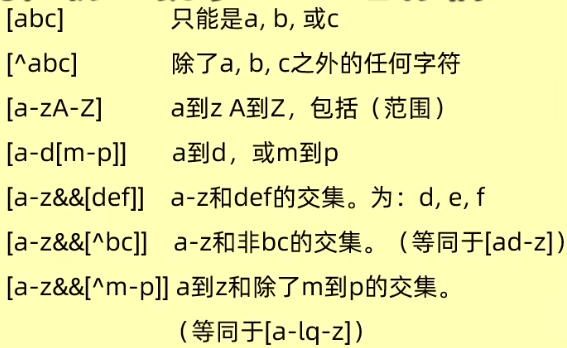 [abc] 只能是a, b, 或c
[^abc] 除了a, b, c之外的任何字符
[a-zA-Z] a到z A到Z，包括（范围）
[a-d[m-p]] a到d，或m到p
[a-z&&[def]] a-z和def的交集。为：d, e, f
[a-z&&[^bc]] a-z和非bc的交集。（等同于[ad-z]）
[a-z&&[^m-p]] a到z和除了m到p的交集。
（等同于[a-lq-z]）